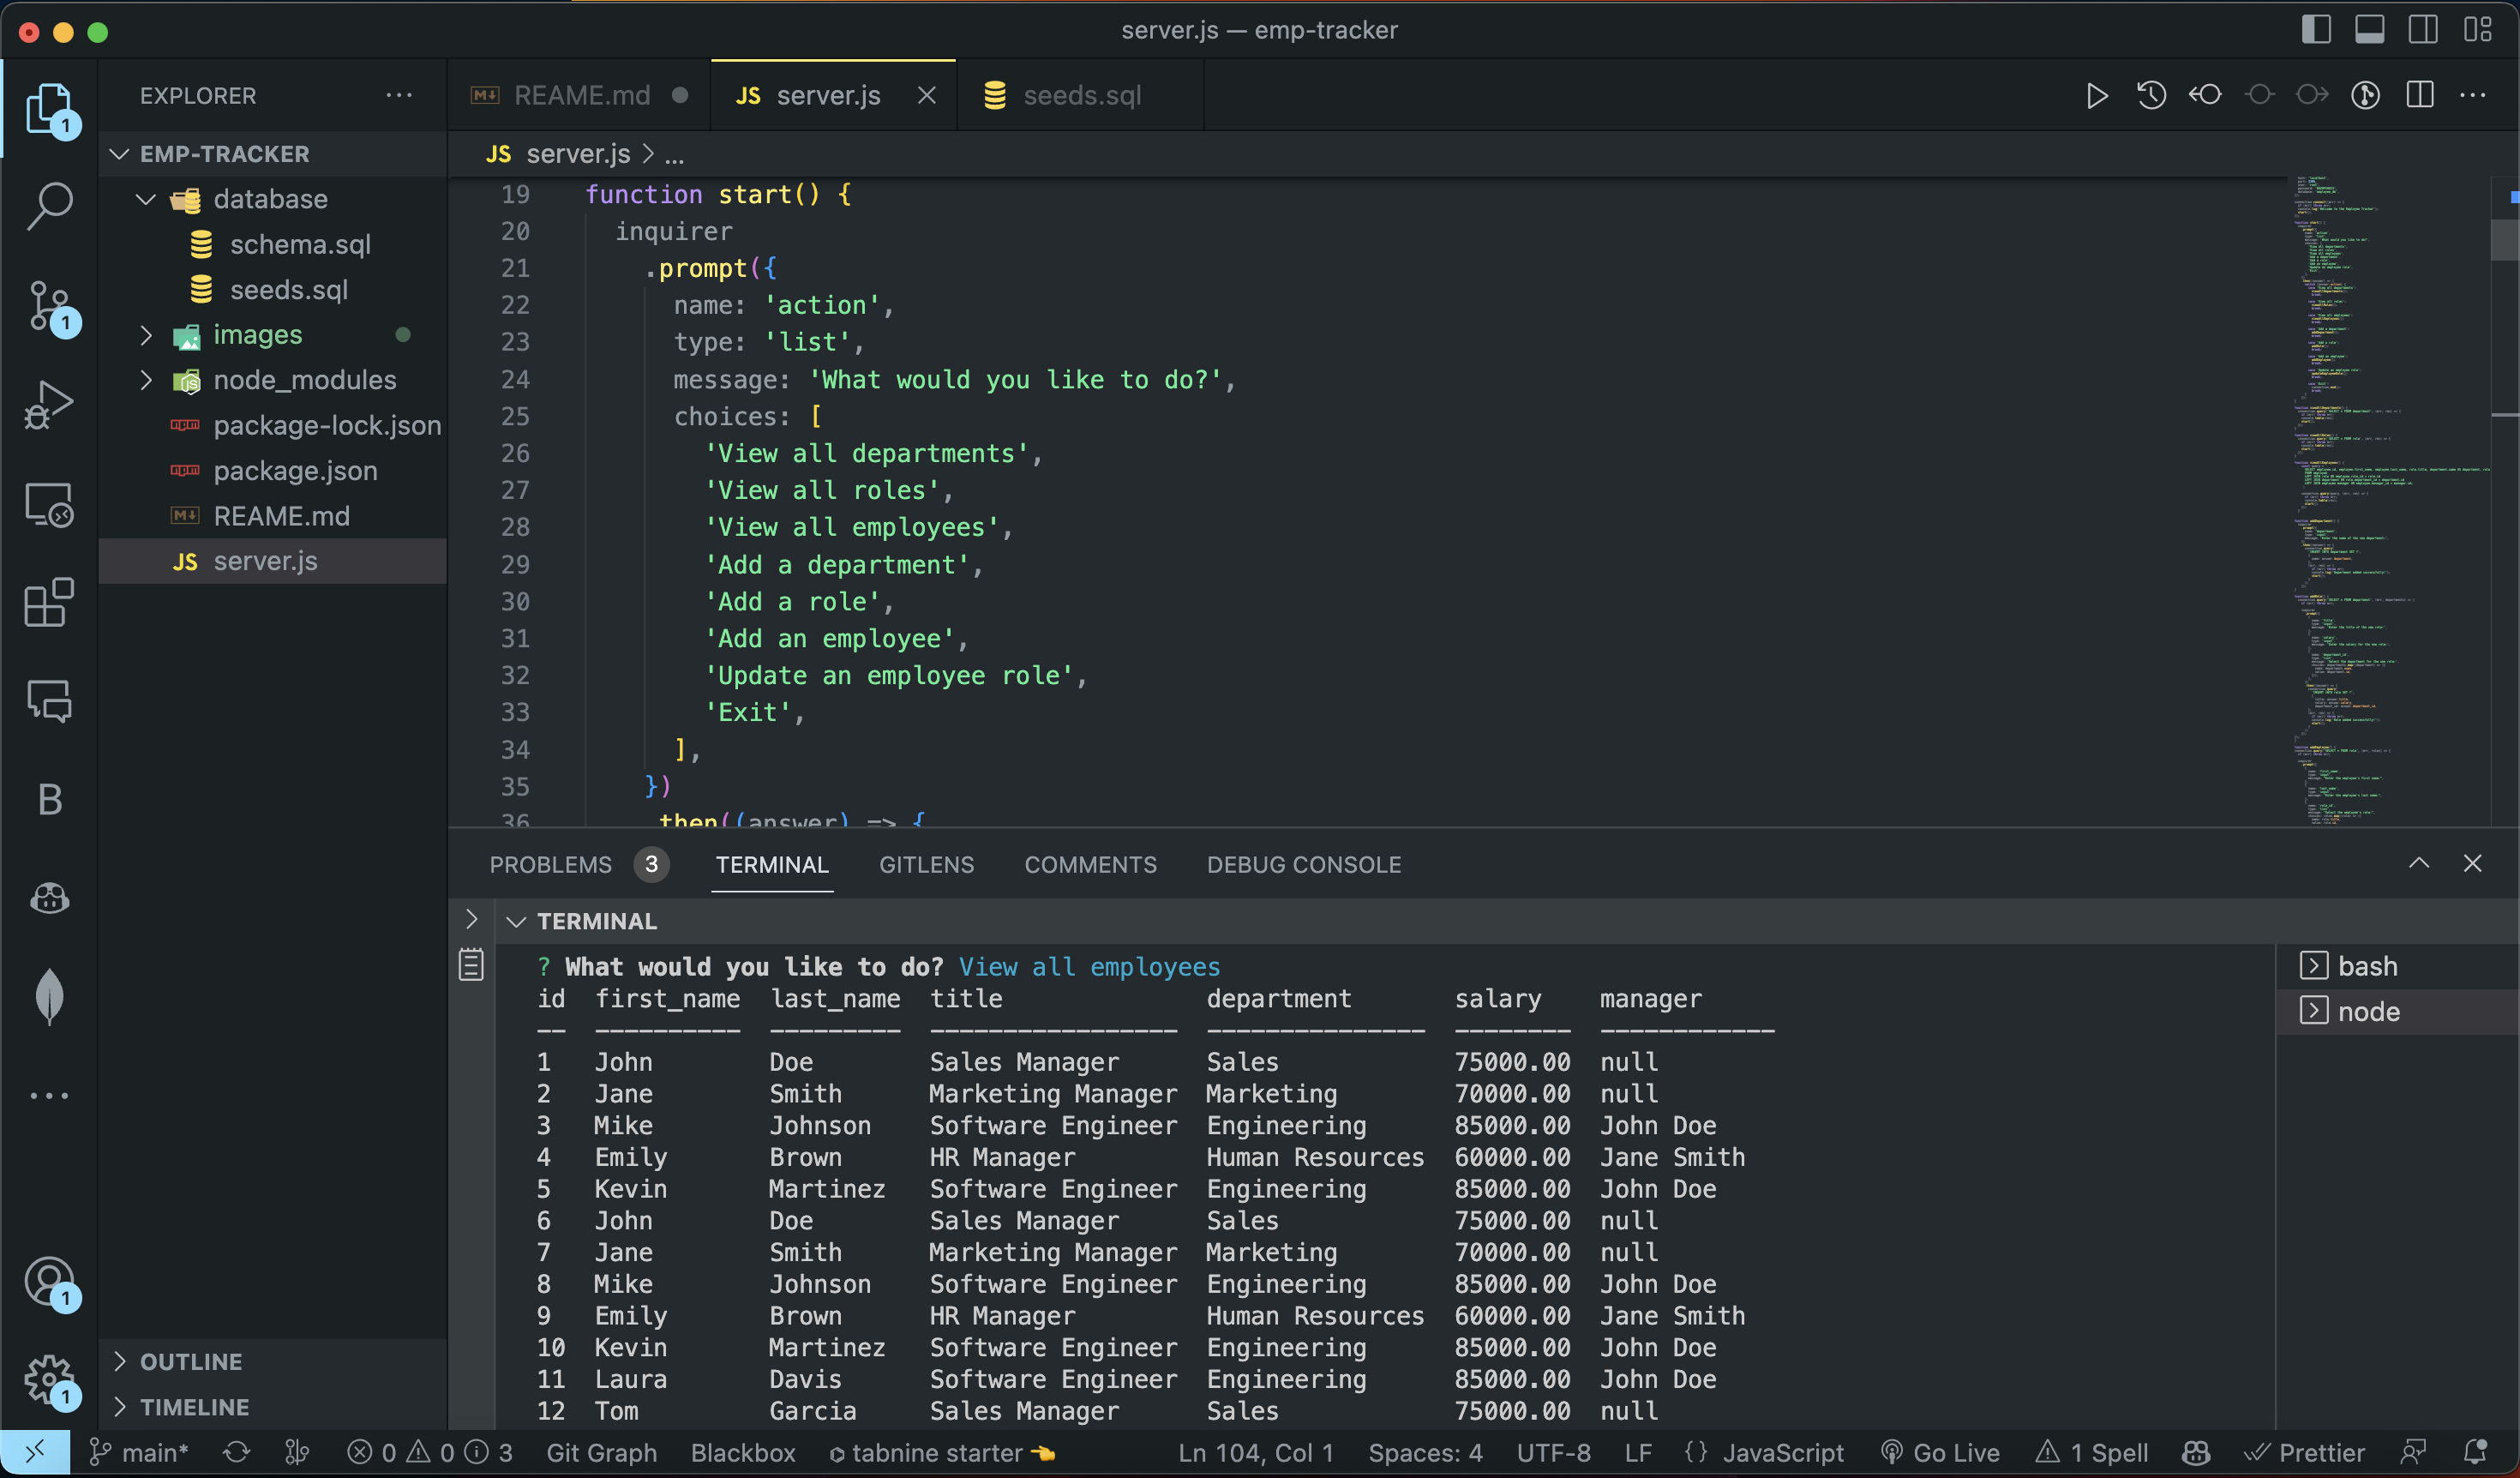 server.js — emp-tracker
EXPLORER
REAME.md
JS server.js
seeds.sql
1
EMP-TRACKER
JS server.js > ...
database
schema.sql
seeds.sql
images
node_modules
package-lock.json
package.json
REAME.md
JS server.js
1
B
1
1
OUTLINE
TIMELINE
19 function start() {
20 inquirer
21 .prompt({
22 name: 'action',
23 type: 'list',
24 message: 'What would you like to do?',
25 choices: [
26 'View all departments',
27 'View all roles',
28 'View all employees',
29 'Add a department',
30 'Add a role',
31 'Add an employee',
32 'Update an employee role',
33 'Exit',
34 ],
35 })
36 .then((answer) => {
PROBLEMS 3 TERMINAL GITLENS COMMENTS DEBUG CONSOLE
TERMINAL
? What would you like to do? View all employees
id first_name last_name title department salary manager
-- ---------- --------- ----------------- --------------- -------- ------------
1 John Doe Sales Manager Sales 75000.00 null
2 Jane Smith Marketing Manager Marketing 70000.00 null
3 Mike Johnson Software Engineer Engineering 85000.00 John Doe
4 Emily Brown HR Manager Human Resources 60000.00 Jane Smith
5 Kevin Martinez Software Engineer Engineering 85000.00 John Doe
6 John Doe Sales Manager Sales 75000.00 null
7 Jane Smith Marketing Manager Marketing 70000.00 null
8 Mike Johnson Software Engineer Engineering 85000.00 John Doe
9 Emily Brown HR Manager Human Resources 60000.00 Jane Smith
10 Kevin Martinez Software Engineer Engineering 85000.00 John Doe
11 Laura Davis Software Engineer Engineering 85000.00 John Doe
12 Tom Garcia Sales Manager Sales 75000.00 null
bash
node
main* 0 0 3 Git Graph Blackbox tabnine starter 👈 Ln 104, Col 1 Spaces: 4 UTF-8 LF {} JavaScript Go Live 1 Spell Prettier